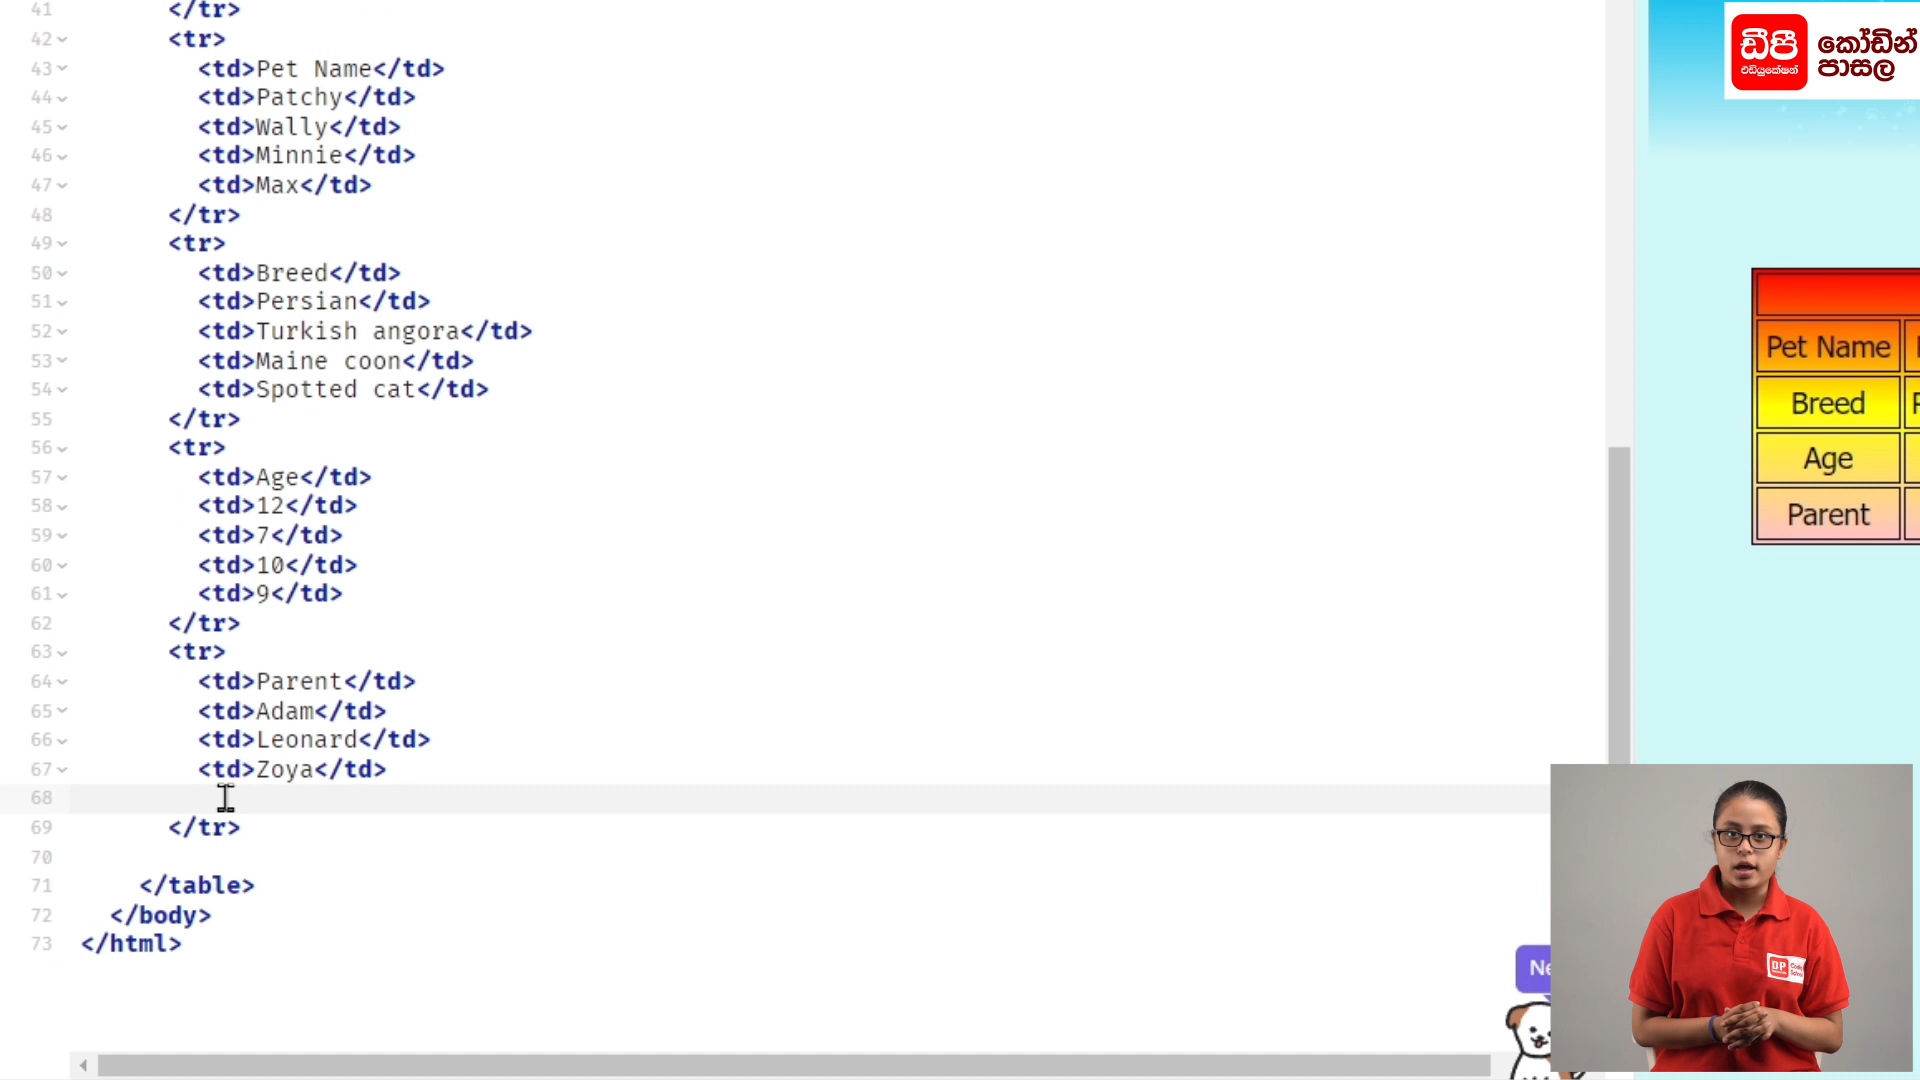 41 </tr>
42 <tr>
43 <td>Pet Name</td>
44 <td>Patchy</td>
45 <td>Wally</td>
46 <td>Minnie</td>
47 <td>Max</td>
48 </tr>
49 <tr>
50 <td>Breed</td>
51 <td>Persian</td>
52 <td>Turkish angora</td>
53 <td>Maine coon</td>
54 <td>Spotted cat</td>
55 </tr>
56 <tr>
57 <td>Age</td>
58 <td>12</td>
59 <td>7</td>
60 <td>10</td>
61 <td>9</td>
62 </tr>
63 <tr>
64 <td>Parent</td>
65 <td>Adam</td>
66 <td>Leonard</td>
67 <td>Zoya</td>
68
69 </tr>
70
71 </table>
72 </body>
73 </html>
ඩීපී
එඩියුකේෂන්
කෝඩින්
පාසල
Pet Name
Breed
Age
Parent
DP